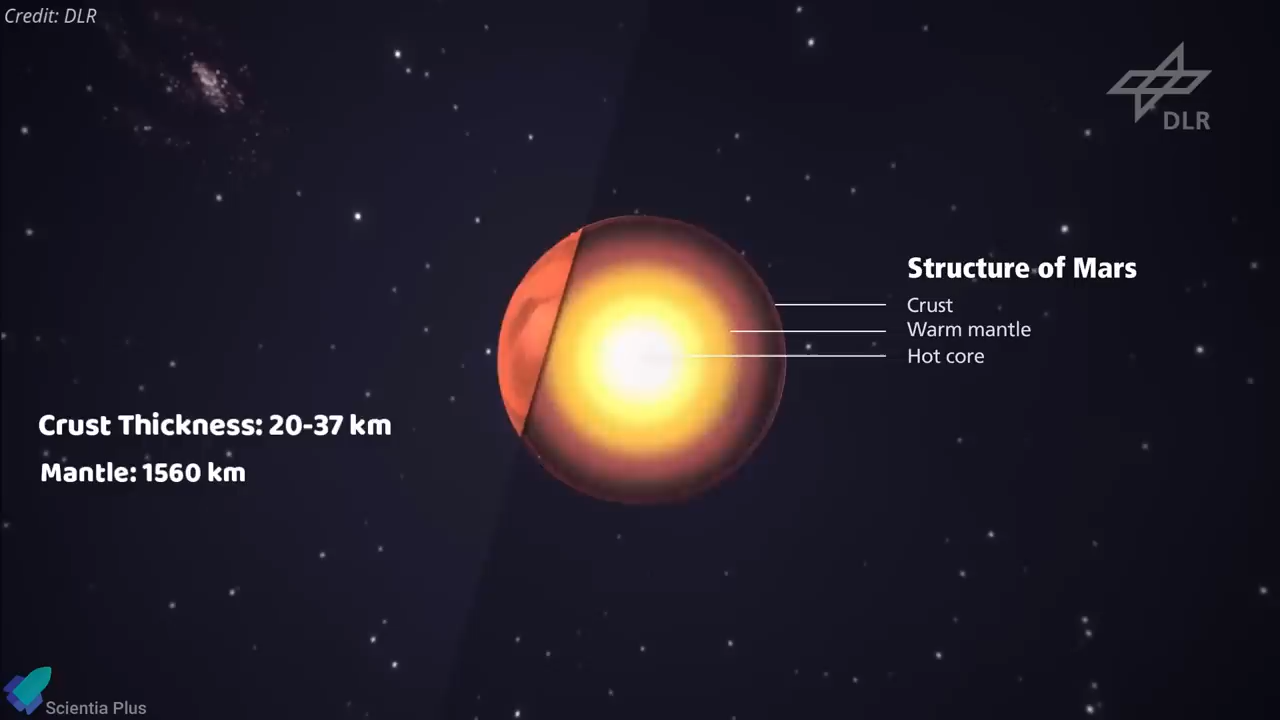 Credit: DLR
DLR
Structure of Mars
Crust
Warm mantle
Hot core
Crust Thickness: 20-37 km
Mantle: 1560 km
Scientia Plus